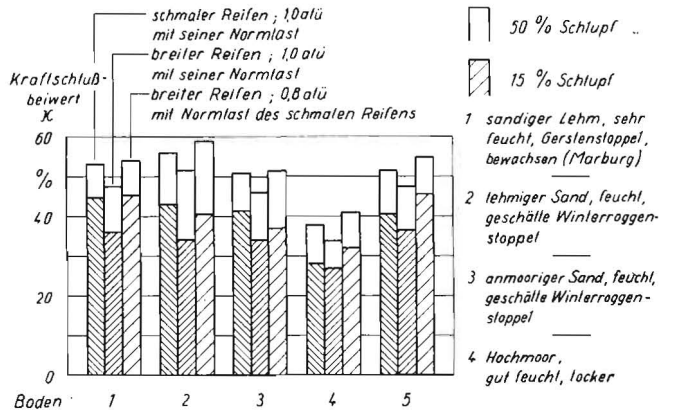 schmaler Reifen ; 1,0 atü
mit seiner Normlast
breiter Reifen ; 1,0 atü
mit seiner Normlast
breiter Reifen ; 0,8 atü
mit Normlast des schmalen Reifens
Kraftschluß-
beiwert
ϰ
60
%
40
20
0
Boden 1 2 3 4 5
50 % Schlupf
15 % Schlupf
1 sandiger Lehm, sehr
feucht, Gerstenstoppel,
bewachsen (Marburg)
2 lehmiger Sand, feucht,
geschälte Winterroggen-
stoppel
3 anmooriger Sand, feucht,
geschälte Winterroggen-
stoppel
4 Hochmoor,
gut feucht, locker